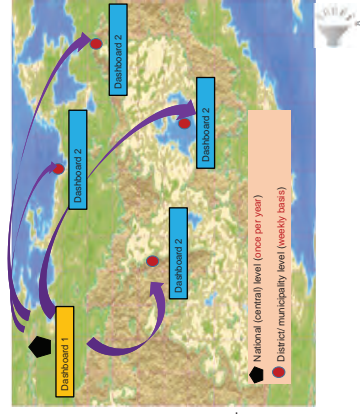 Dashboard 1
Dashboard 2
Dashboard 2
Dashboard 2
Dashboard 2
National (central) level (once per year)
District/ municipality level (weekly basis)